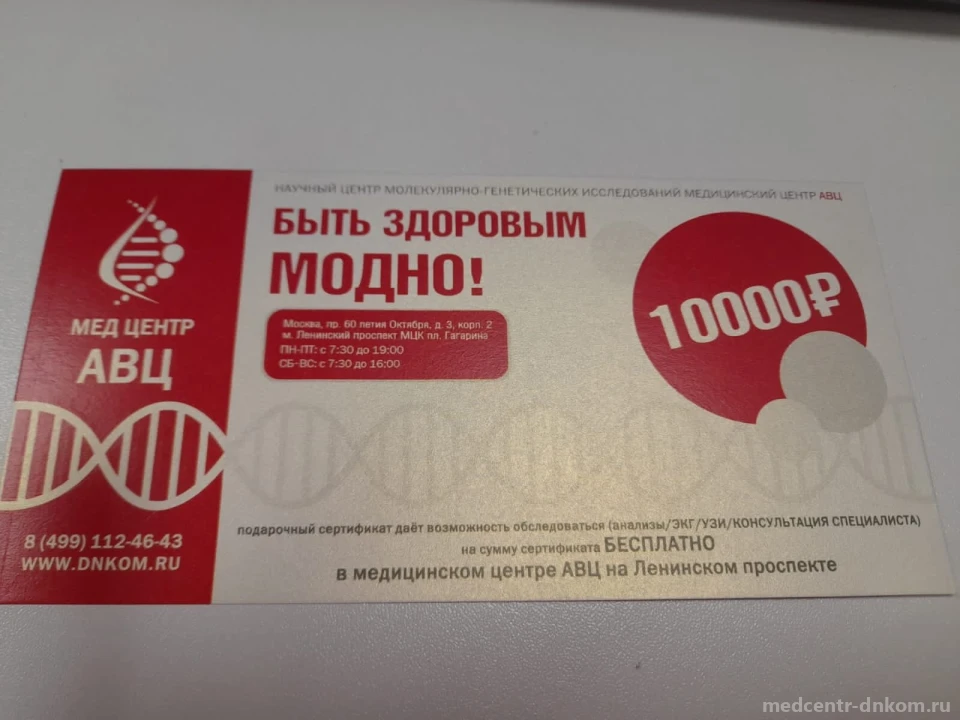 НАУЧНЫЙ ЦЕНТР МОЛЕКУЛЯРНО-ГЕНЕТИЧЕСКИХ ИССЛЕДОВАНИЙ МЕДИЦИНСКИЙ ЦЕНТР АВЦ
БЫТЬ ЗДОРОВЫМ
МОДНО!
10000₽
Москва, пр. 60 летия Октября, д. 3, корп. 2
м. Ленинский проспект МЦК пл. Гагарина
ПН-ПТ: с 7:30 до 19:00
СБ-ВС: с 7:30 до 16:00
МЕД ЦЕНТР
АВЦ
8 (499) 112-46-43
WWW.DNKOM.RU
подарочный сертификат даёт возможность обследоваться (анализы/ЭКГ/УЗИ/КОНСУЛЬТАЦИЯ СПЕЦИАЛИСТА)
на сумму сертификата БЕСПЛАТНО
в медицинском центре АВЦ на Ленинском проспекте
medcentr-dnkom.ru